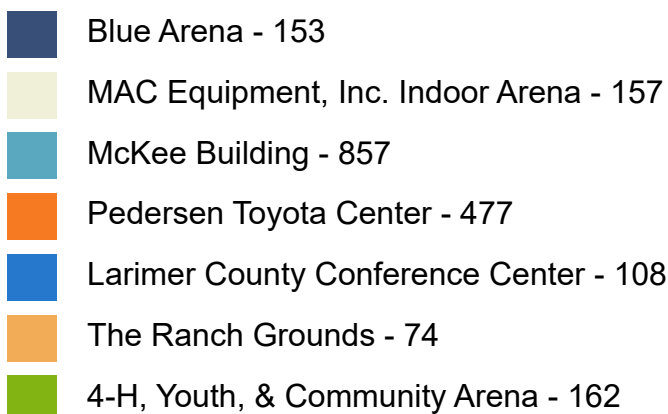 Blue Arena - 153
MAC Equipment, Inc. Indoor Arena - 157
McKee Building - 857
Pedersen Toyota Center - 477
Larimer County Conference Center - 108
The Ranch Grounds - 74
4-H, Youth, & Community Arena - 162